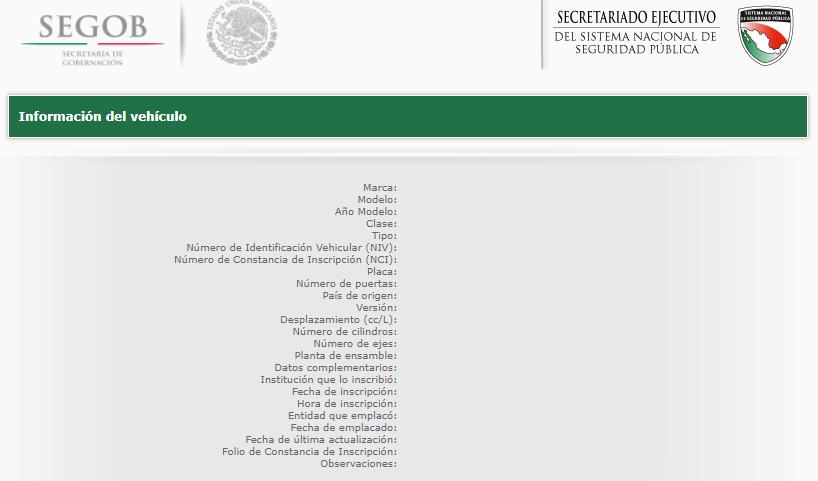 SEGOB
SECRETARÍA DE
GOBERNACIÓN
ESTADOS UNIDOS MEXICANOS
SECRETARIADO EJECUTIVO
DEL SISTEMA NACIONAL DE
SEGURIDAD PÚBLICA
SISTEMA NACIONAL
DE SEGURIDAD PÚBLICA
Información del vehículo
Marca:
Modelo:
Año Modelo:
Clase:
Tipo:
Número de Identificación Vehicular (NIV):
Número de Constancia de Inscripción (NCI):
Placa:
Número de puertas:
País de origen:
Versión:
Desplazamiento (cc/L):
Número de cilindros:
Número de ejes:
Planta de ensamble:
Datos complementarios:
Institución que lo inscribió:
Fecha de inscripción:
Hora de inscripción:
Entidad que emplacó:
Fecha de emplacado:
Fecha de última actualización:
Folio de Constancia de Inscripción:
Observaciones: